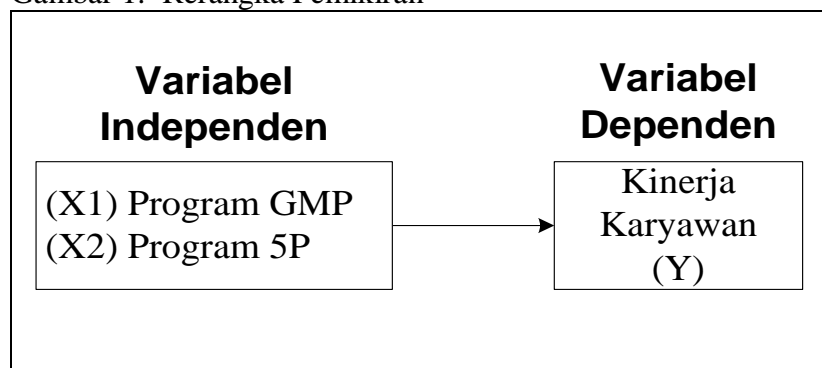 Gambar 1. Kerangka Pemikiran
Variabel
Independen
(X1) Program GMP
(X2) Program 5P
Variabel
Dependen
Kinerja
Karyawan
(Y)